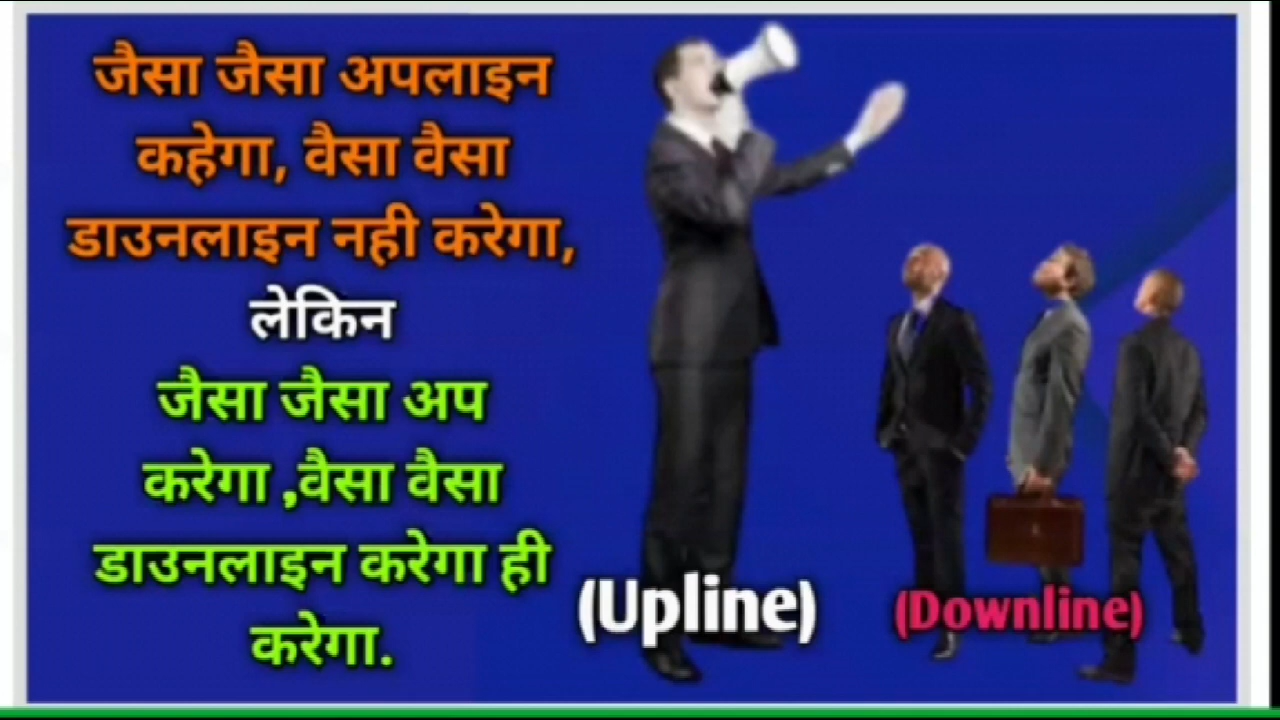 जैसा जैसा अपलाइन
कहेगा, वैसा वैसा
डाउनलाइन नही करेगा,
लेकिन
जैसा जैसा अप
करेगा ,वैसा वैसा
डाउनलाइन करेगा ही
करेगा.
(Upline)
(Downline)